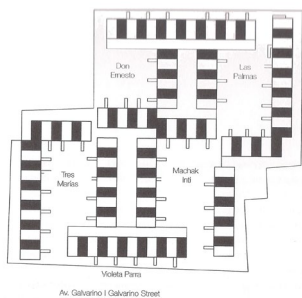 Don
Ernesto
Las
Palmas
Tres
Marías
Machak
Inti
Violeta Parra
Av. Galvarino | Galvarino Street